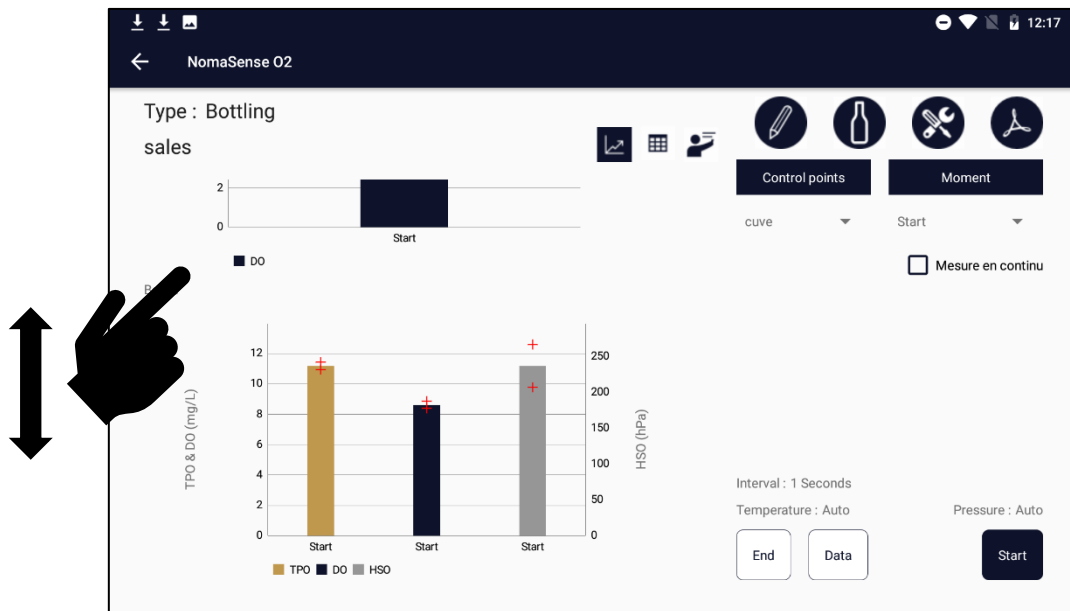 12:17
NomaSense O2
Type : Bottling
sales
Control points
Moment
cuve
Start
Mesure en continu
2
0
Start
DO
TPO & DO (mg/L)
12
10
8
6
4
2
0
250
200
150
100
50
0
HSO (hPa)
Start
Start
Start
TPO DO HSO
Interval : 1 Seconds
Temperature : Auto
Pressure : Auto
End
Data
Start